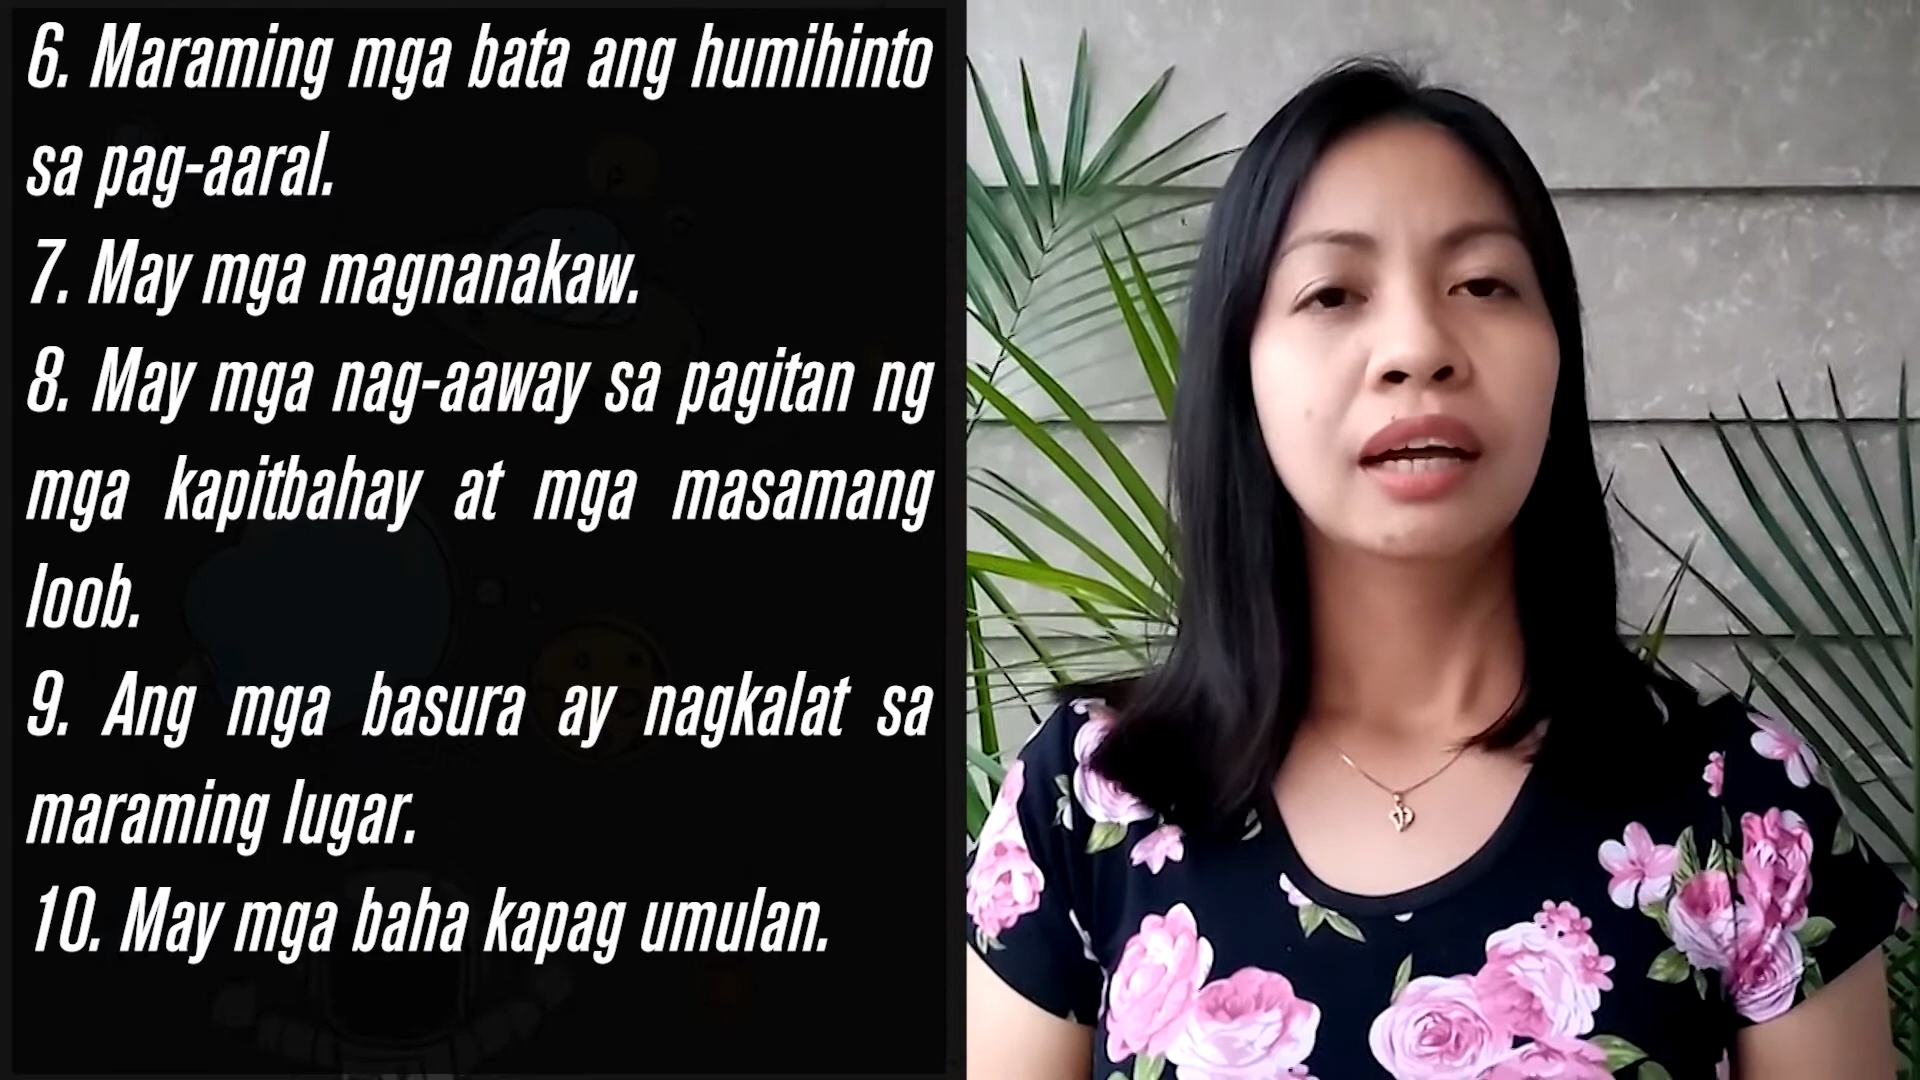 6. Maraming mga bata ang humihinto
sa pag-aaral.
7. May mga magnanakaw.
8. May mga nag-aaway sa pagitan ng
mga kapitbahay at mga masamang
loob.
9. Ang mga basura ay nagkalat sa
maraming lugar.
10. May mga baha kapag umulan.